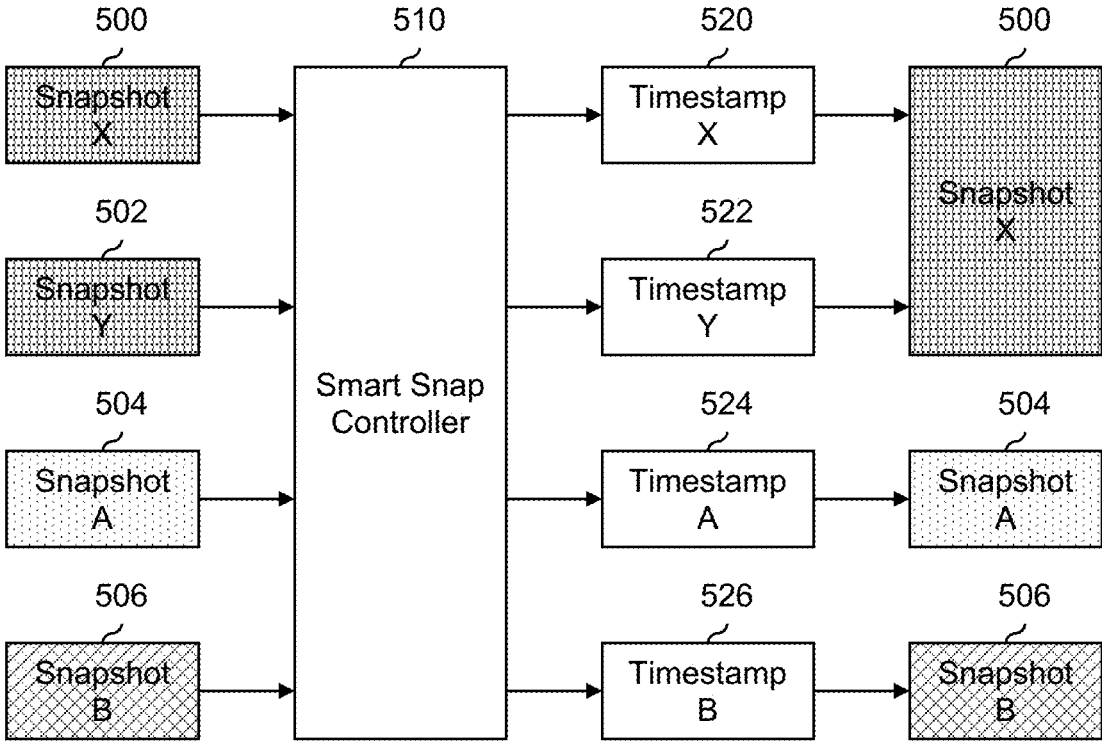 500
510
520
500
Snapshot
X
Timestamp
X
502
522
Snapshot
X
Snapshot
Y
Timestamp
Y
Smart Snap
Controller
504
524
504
Snapshot
A
Timestamp
A
Snapshot
A
506
526
506
Snapshot
B
Timestamp
B
Snapshot
B